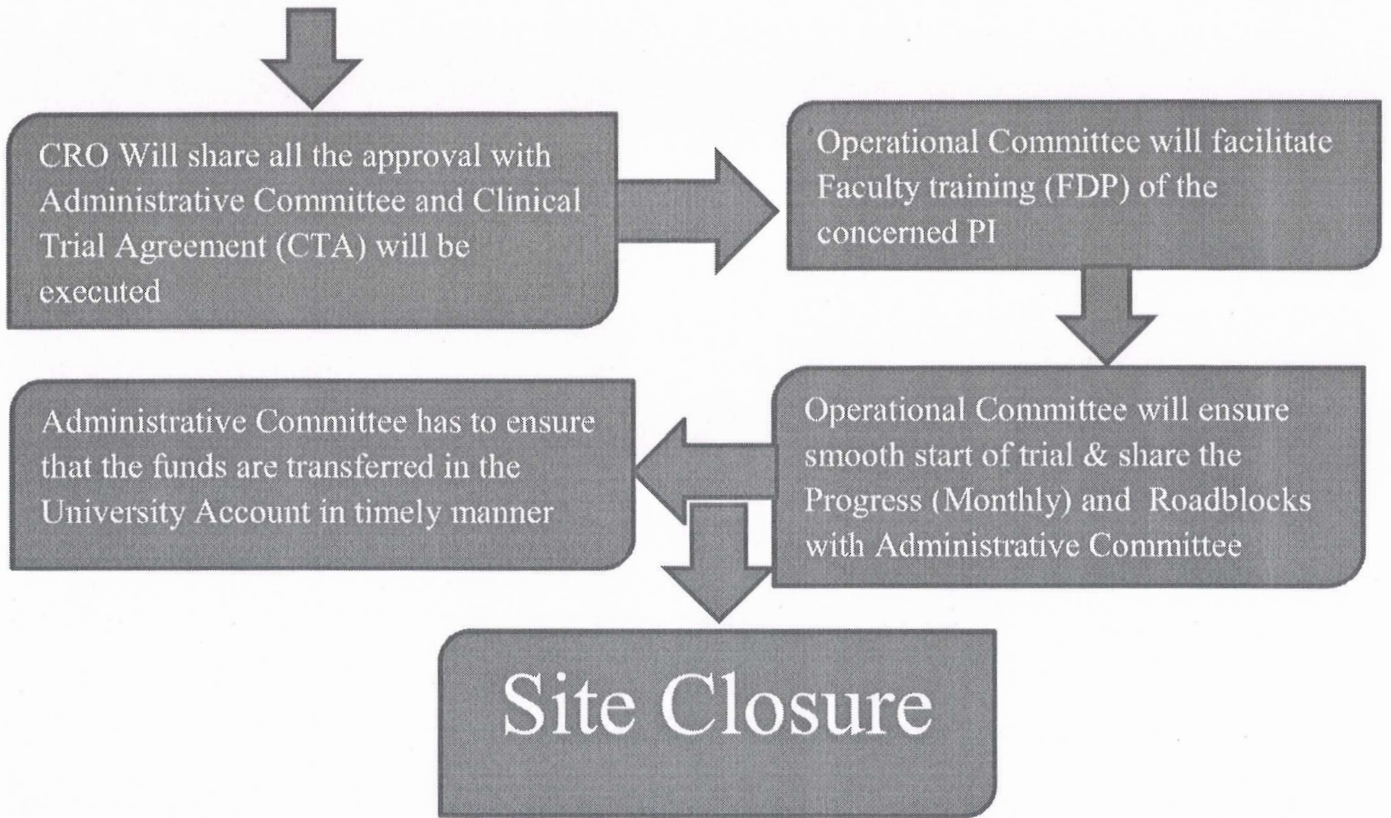 CRO Will share all the approval with
Administrative Committee and Clinical
Trial Agreement (CTA) will be
executed
Operational Committee will facilitate
Faculty training (FDP) of the
concerned PI
Operational Committee will ensure
smooth start of trial & share the
Progress (Monthly) and Roadblocks
with Administrative Committee
Administrative Committee has to ensure
that the funds are transferred in the
University Account in timely manner
Site Closure